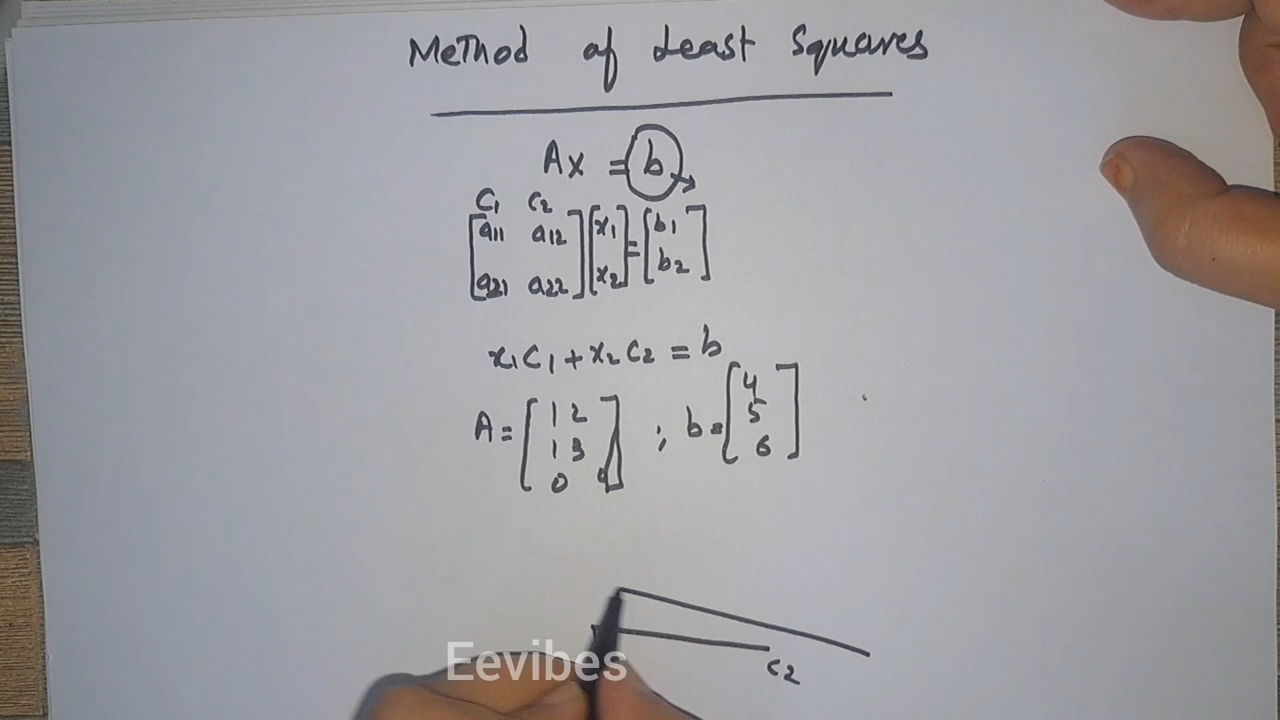 Method of Least Squares
Ax = b
C1 C2
[a11 a12] [x1] = [b1]
[a21 a22] [x2] [b2]
x1C1 + x2C2 = b
A = [1 2 ; b = [4
1 3 5
0 0] 6]
C2
Eevibes